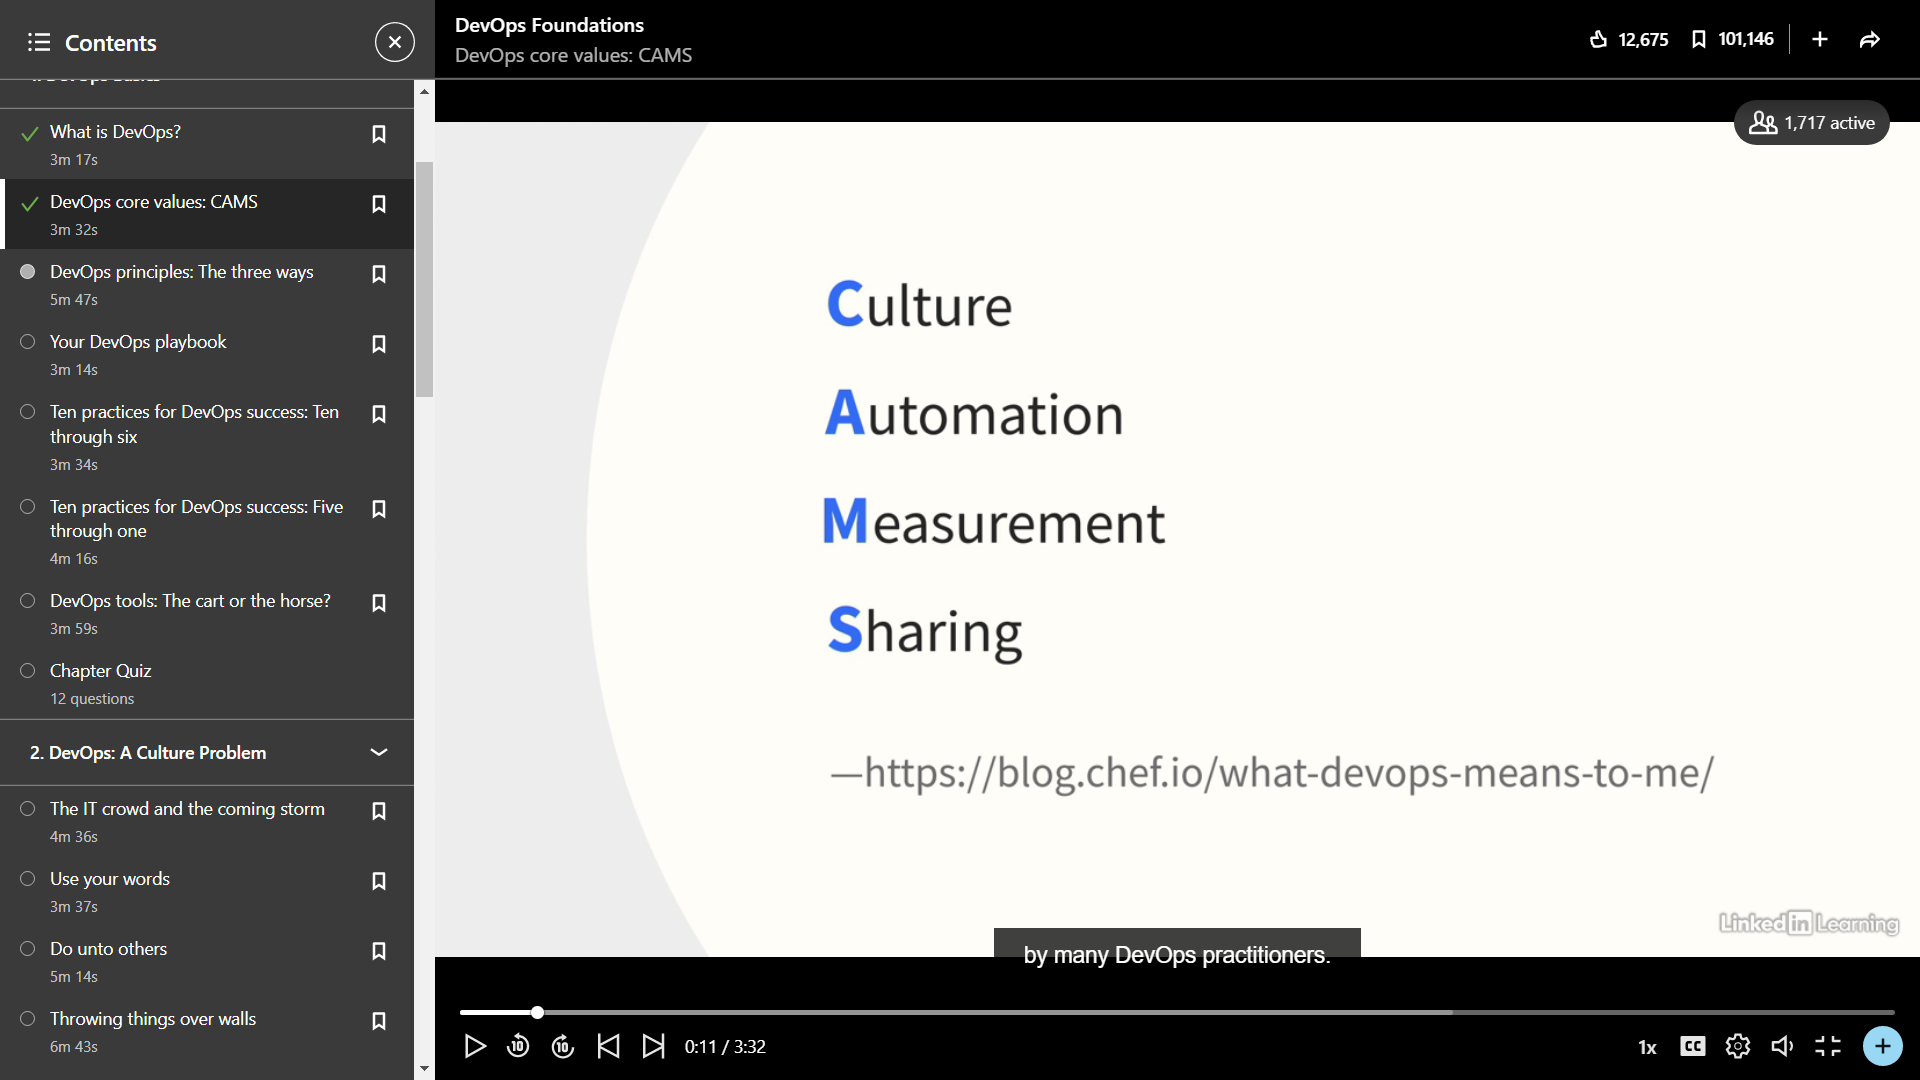 Contents
DevOps Foundations
DevOps core values: CAMS
12,675
101,146
What is DevOps?
3m 17s
DevOps core values: CAMS
3m 32s
DevOps principles: The three ways
5m 47s
Your DevOps playbook
3m 14s
Ten practices for DevOps success: Ten
through six
3m 34s
Ten practices for DevOps success: Five
through one
4m 16s
DevOps tools: The cart or the horse?
3m 59s
Chapter Quiz
12 questions
2. DevOps: A Culture Problem
The IT crowd and the coming storm
4m 36s
Use your words
3m 37s
Do unto others
5m 14s
Throwing things over walls
6m 43s
1,717 active
Culture
Automation
Measurement
Sharing
—https://blog.chef.io/what-devops-means-to-me/
LinkedIn Learning
by many DevOps practitioners.
10
10
0:11 / 3:32
1x
CC